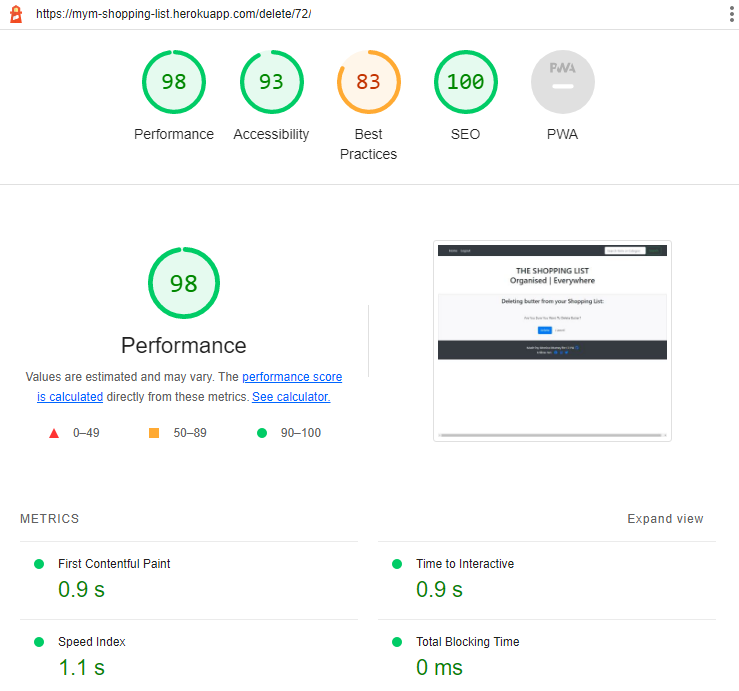 https://mym-shopping-list.herokuapp.com/delete/72/
98
93
83
100
PWA
Performance
Accessibility
Best
Practices
SEO
PWA
98
Performance
Values are estimated and may vary. The performance score
is calculated directly from these metrics. See calculator.
0–49
50–89
90–100
THE SHOPPING LIST
Organised | Everywhere
Deleting butter from your Shopping List:
METRICS
Expand view
First Contentful Paint
0.9 s
Time to Interactive
0.9 s
Speed Index
1.1 s
Total Blocking Time
0 ms